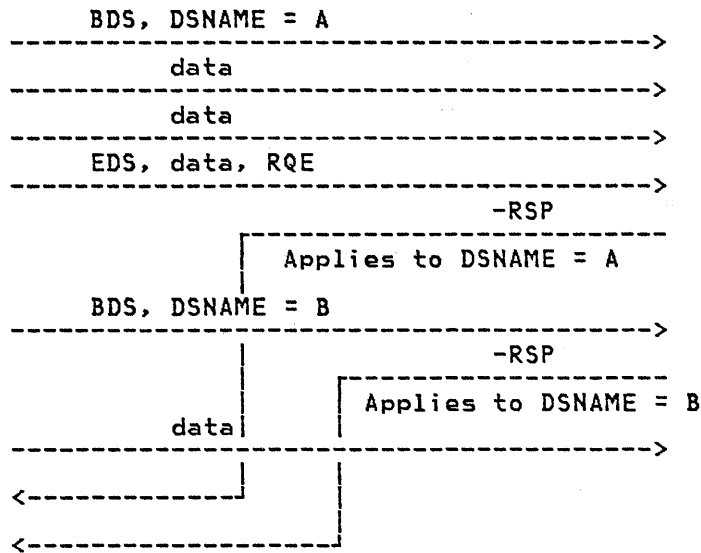 BDS, DSNAME = A
data
data
EDS, data, RQE
-RSP
Applies to DSNAME = A
BDS, DSNAME = B
-RSP
Applies to DSNAME = B
data